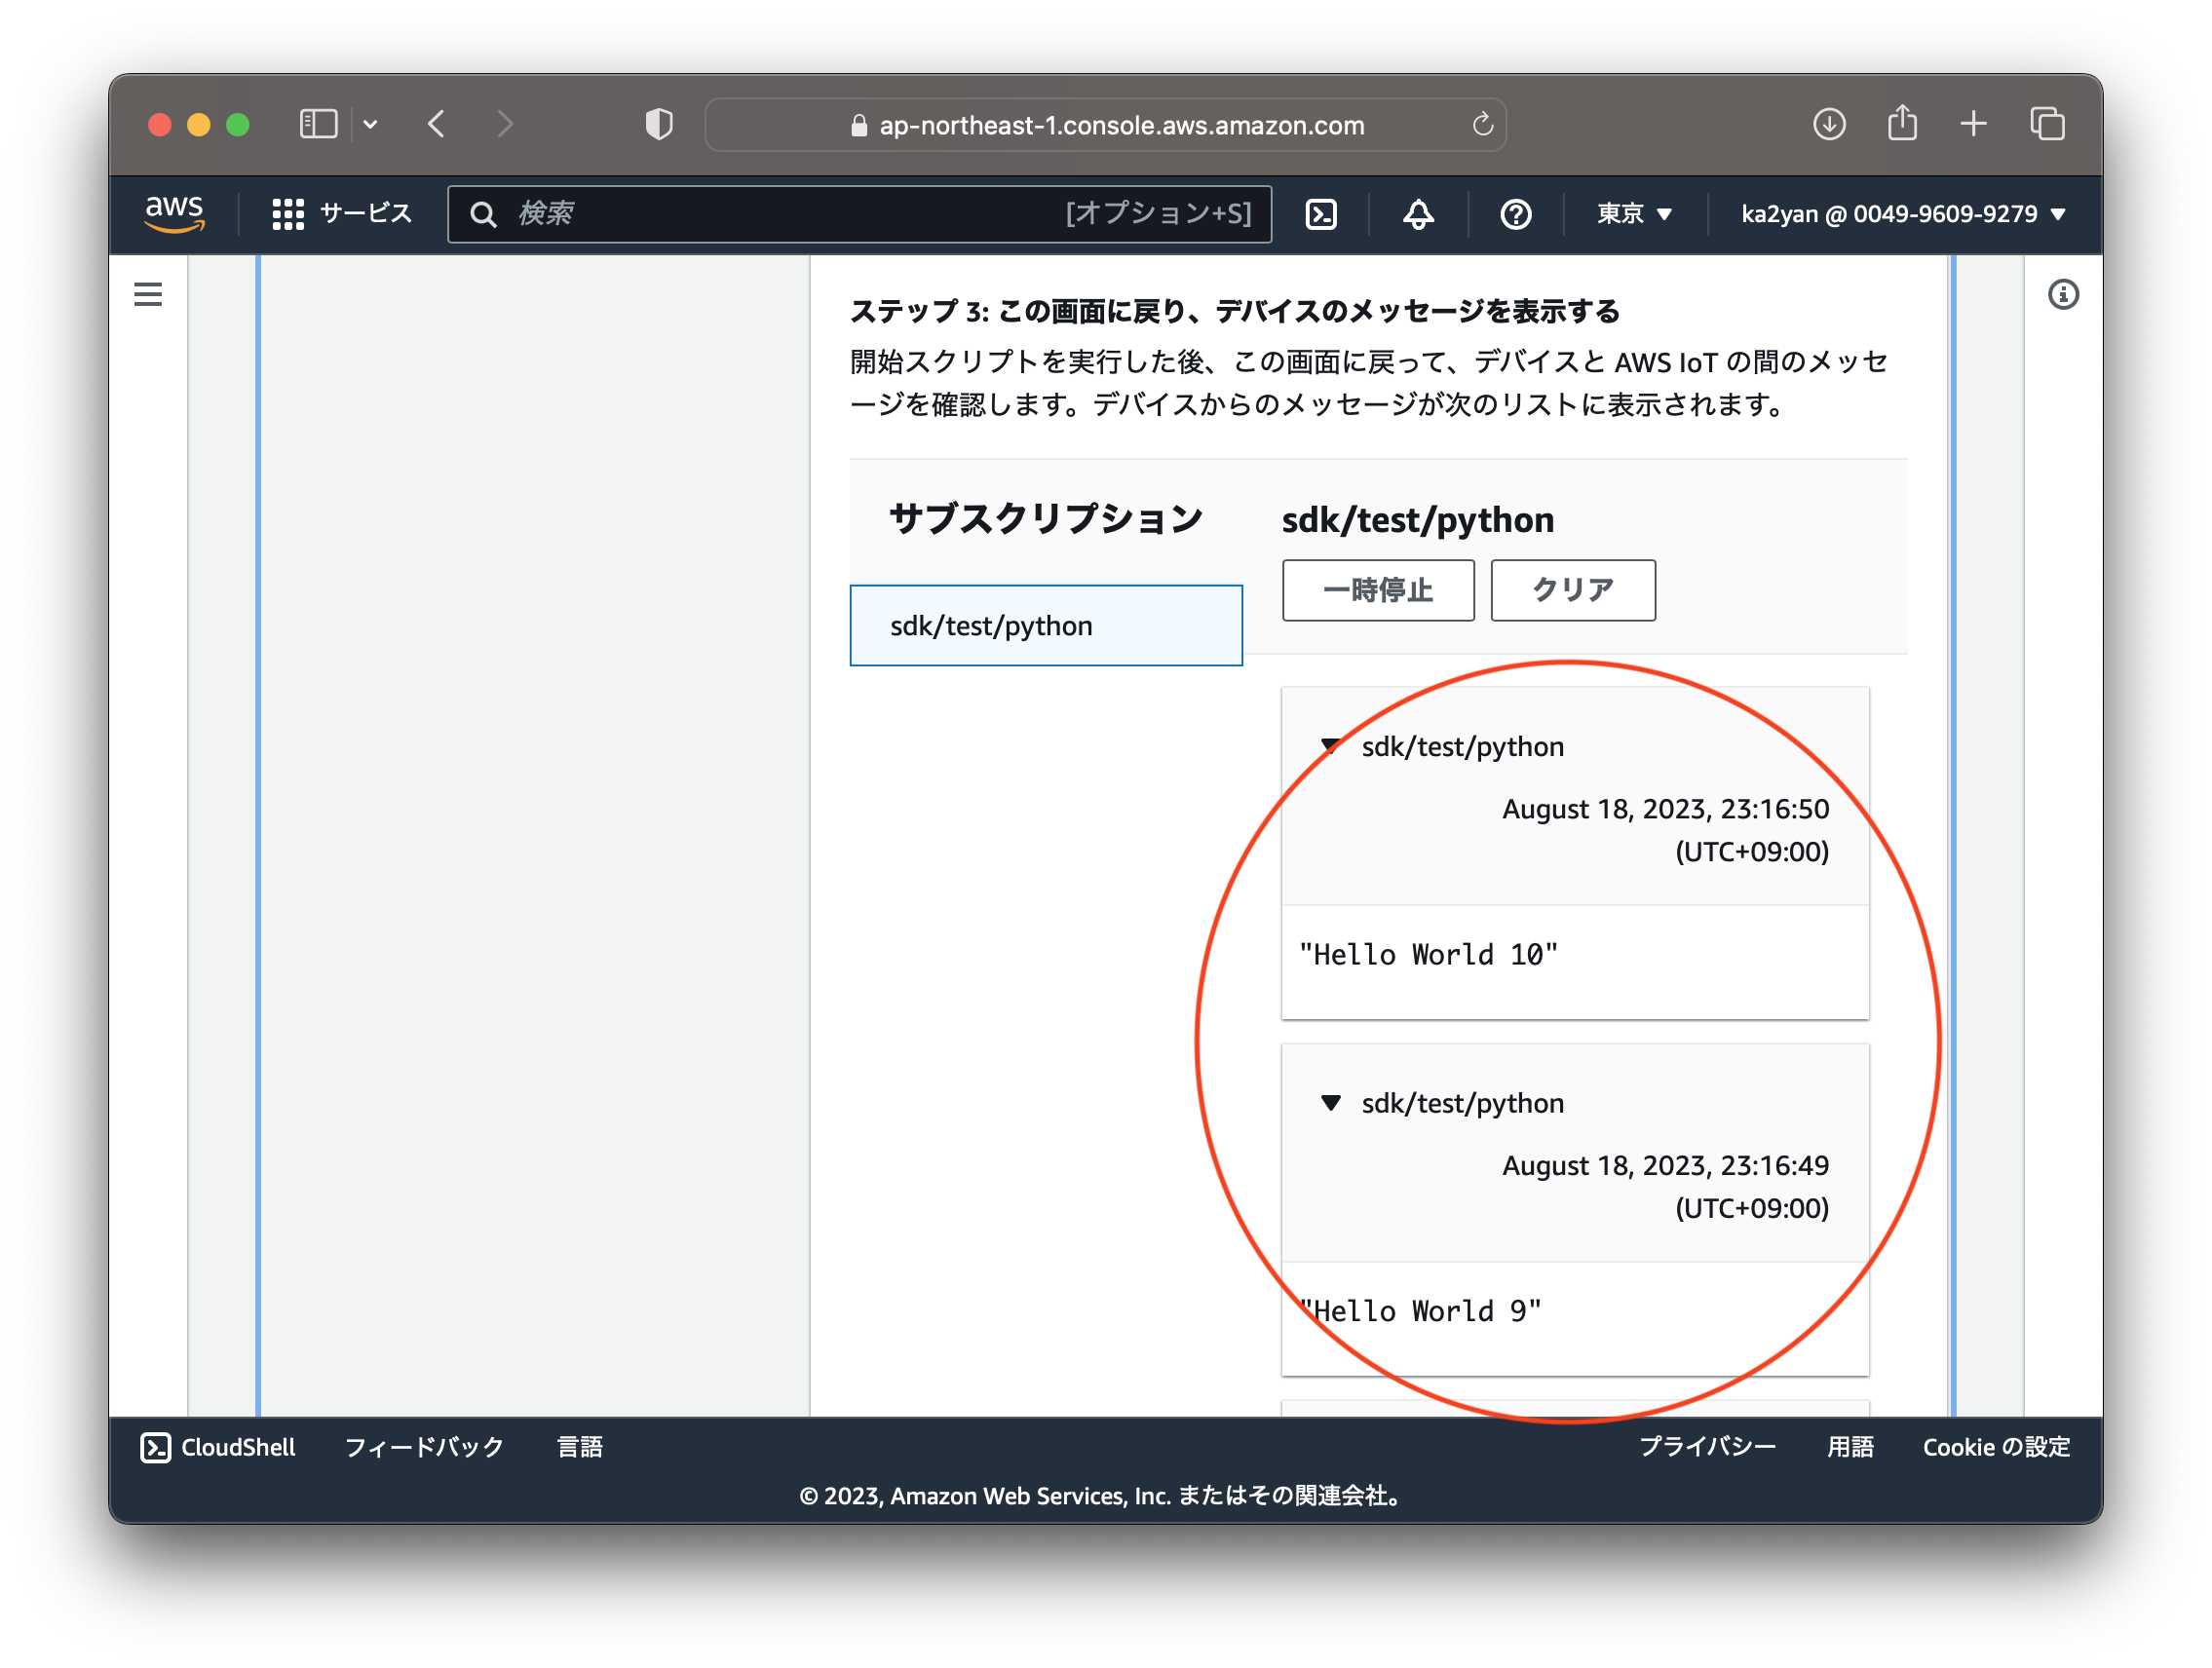 ap-northeast-1.console.aws.amazon.com
aws
サービス
検索
[オプション+S]
東京
ka2yan @ 0049-9609-9279
ステップ 3: この画面に戻り、デバイスのメッセージを表示する
開始スクリプトを実行した後、この画面に戻って、デバイスと AWS IoT の間のメッセ
ージを確認します。デバイスからのメッセージが次のリストに表示されます。
サブスクリプション
sdk/test/python
sdk/test/python
一時停止
クリア
sdk/test/python
August 18, 2023, 23:16:50
(UTC+09:00)
"Hello World 10"
sdk/test/python
August 18, 2023, 23:16:49
(UTC+09:00)
"Hello World 9"
CloudShell
フィードバック
言語
プライバシー
用語
Cookie の設定
© 2023, Amazon Web Services, Inc. またはその関連会社。